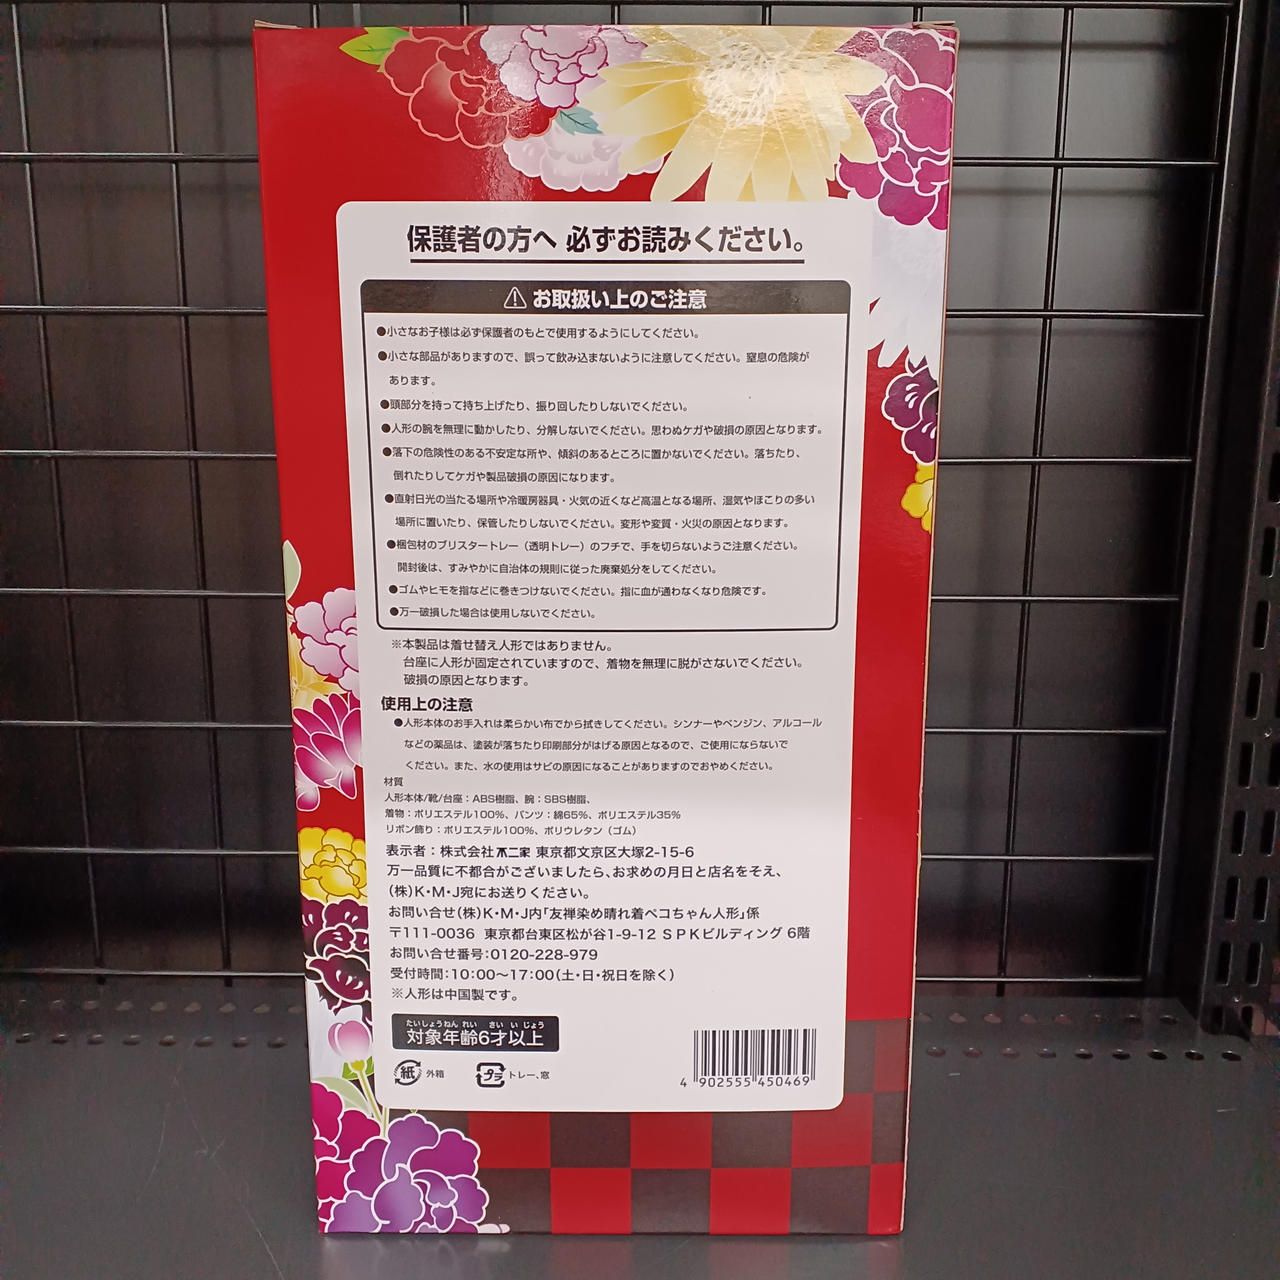 保護者の方へ 必ずお読みください。
⚠ お取扱い上のご注意
●小さなお子様は必ず保護者のもとで使用するようにしてください。
●小さな部品がありますので、誤って飲み込まないように注意してください。窒息の危険が
あります。
●頭部分を持って持ち上げたり、振り回したりしないでください。
●人形の腕を無理に動かしたり、分解しないでください。思わぬケガや破損の原因となります。
●落下の危険性のある不安定な所や、傾斜のあるところに置かないでください。落ちたり、
倒れたりしてケガや製品破損の原因になります。
●直射日光の当たる場所や冷暖房器具・火気の近くなど高温となる場所、湿気やほこりの多い
場所に置いたり、保管したりしないでください。変形や変質・火災の原因となります。
●梱包材のブリスタートレー（透明トレー）のフチで、手を切らないようご注意ください。
開封後は、すみやかに自治体の規則に従った廃棄処分をしてください。
●ゴムやヒモを指などに巻きつけないでください。指に血が通わなくなり危険です。
●万一破損した場合は使用しないでください。
※本製品は着せ替え人形ではありません。
台座に人形が固定されていますので、着物を無理に脱がさないでください。
破損の原因となります。
使用上の注意
●人形本体のお手入れは柔らかい布でから拭きしてください。シンナーやベンジン、アルコール
などの薬品は、塗装が落ちたり印刷部分がはげる原因となるので、ご使用にならないで
ください。また、水の使用はサビの原因になることがありますのでおやめください。
材質
人形本体/靴/台座：ABS樹脂、腕：SBS樹脂、
着物：ポリエステル100%、パンツ：綿65%、ポリエステル35%
リボン飾り：ポリエステル100%、ポリウレタン（ゴム）
表示者：株式会社不二家 東京都文京区大塚2-15-6
万一品質に不都合がございましたら､お求めの月日と店名をそえ、
(株)K・M・J宛にお送りください。
お問い合せ(株)K・M・J内｢友禅染め晴れ着ペコちゃん人形｣係
〒111-0036 東京都台東区松が谷1-9-12 SPKビルディング 6階
お問い合せ番号:0120-228-979
受付時間:10:00〜17:00(土・日・祝日を除く)
※人形は中国製です。
たいしょうねん れい さい い じょう
対象年齢6才以上
紙 外箱 プラ トレー、窓
4 902555 450469